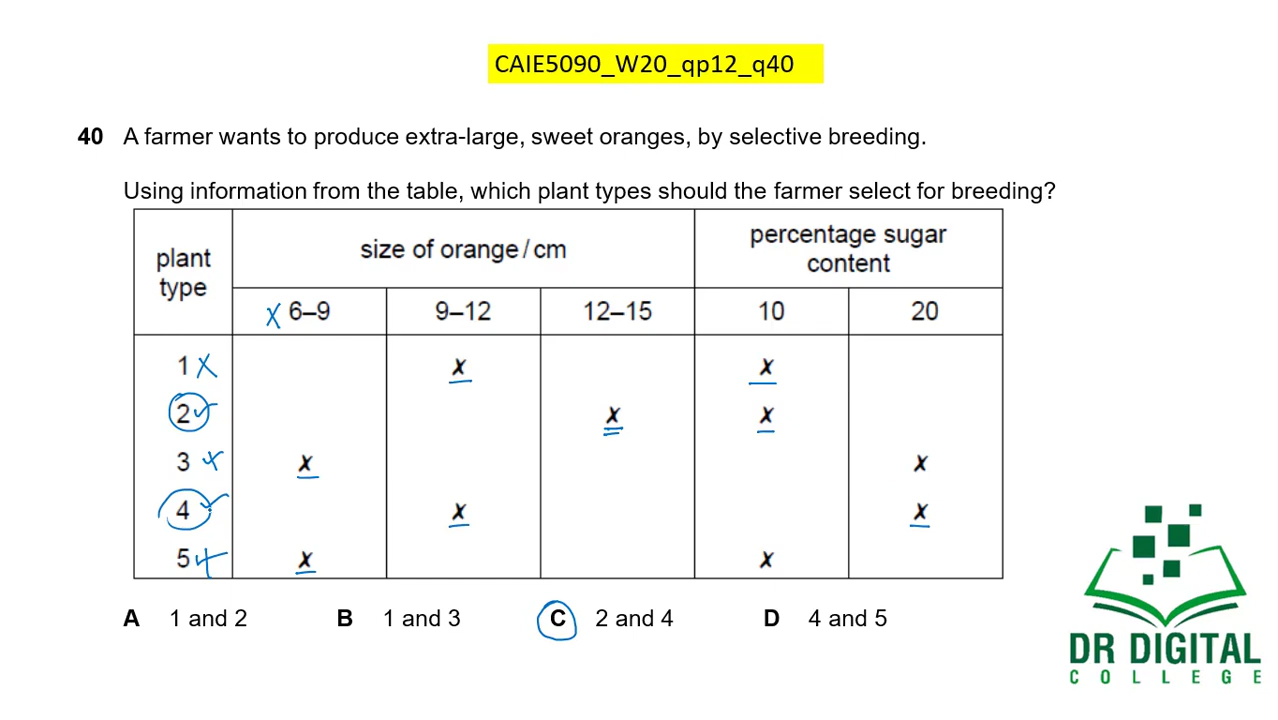 CAIE5090_W20_qp12_q40
40 A farmer wants to produce extra-large, sweet oranges, by selective breeding.
Using information from the table, which plant types should the farmer select for breeding?
plant type size of orange / cm percentage sugar content
x 6–9 9–12 12–15 10 20
1 x x x
2 ✓ x x
3 x x x
4 ✓ x x
5 x x x
A 1 and 2 B 1 and 3 C 2 and 4 D 4 and 5
DR DIGITAL
COLLEGE